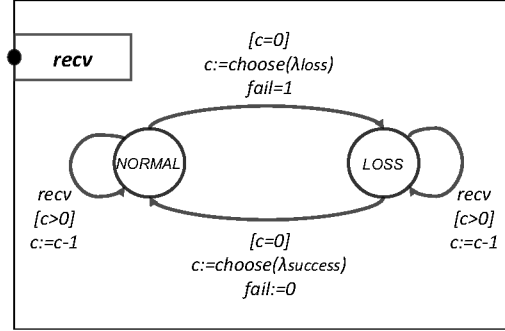 recv
[c=0]
c:=choose(λloss)
fail=1
NORMAL
LOSS
recv
[c>0]
c:=c-1
recv
[c>0]
c:=c-1
[c=0]
c:=choose(λsuccess)
fail:=0